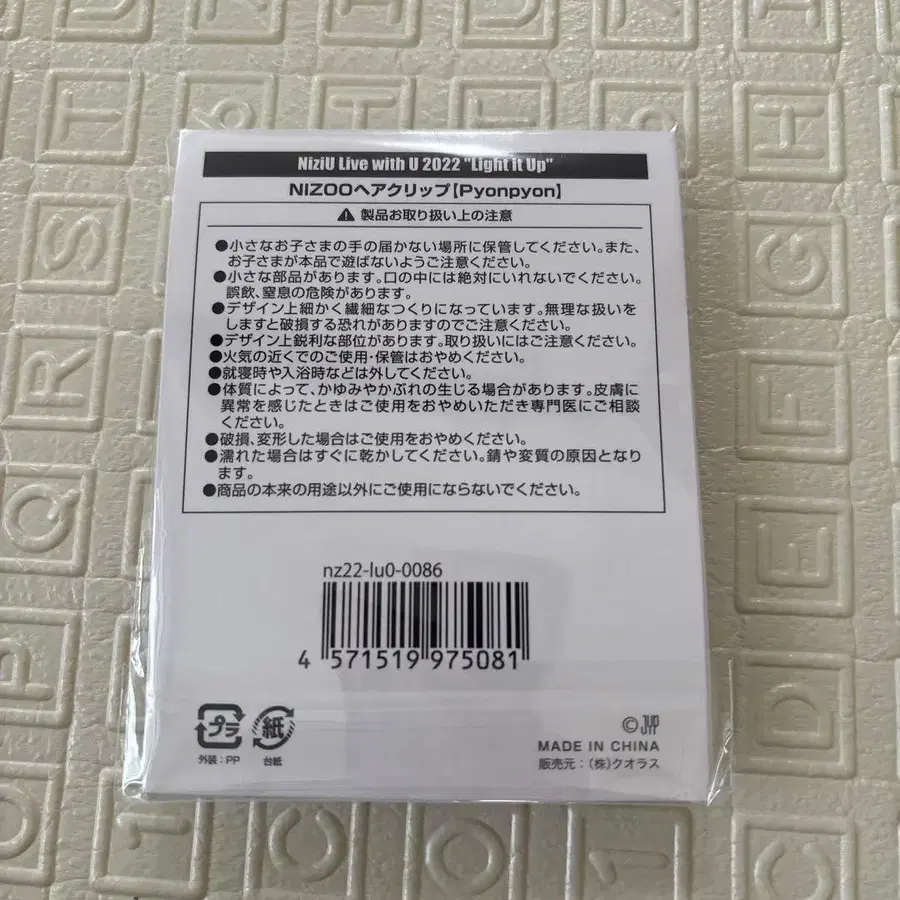 NiziU Live with U 2022 "Light it Up"
NIZOOヘアクリップ【Pyonpyon】
⚠ 製品お取り扱い上の注意
●小さなお子さまの手の届かない場所に保管してください。また、
お子さまが本品で遊ばないようご注意ください。
●小さな部品があります。口の中には絶対にいれないでください。
誤飲、窒息の危険があります。
●デザイン上細かく繊細なつくりになっています。無理な扱いを
しますと破損する恐れがありますのでご注意ください。
●デザイン上鋭利な部位があります。取り扱いにはご注意ください。
●火気の近くでのご使用・保管はおやめください。
●就寝時や入浴時などは外してください。
●体質によって、かゆみやかぶれの生じる場合があります。皮膚に
異常を感じたときはご使用をおやめいただき専門医にご相談
ください。
●破損、変形した場合はご使用をおやめください。
●濡れた場合はすぐに乾かしてください。錆や変質の原因となり
ます。
●商品の本来の用途以外にご使用にならないでください。
nz22-lu0-0086
4 571519 975081
プラ 紙
外装:PP 台紙
© JYP
MADE IN CHINA
販売元:(株)クオラス